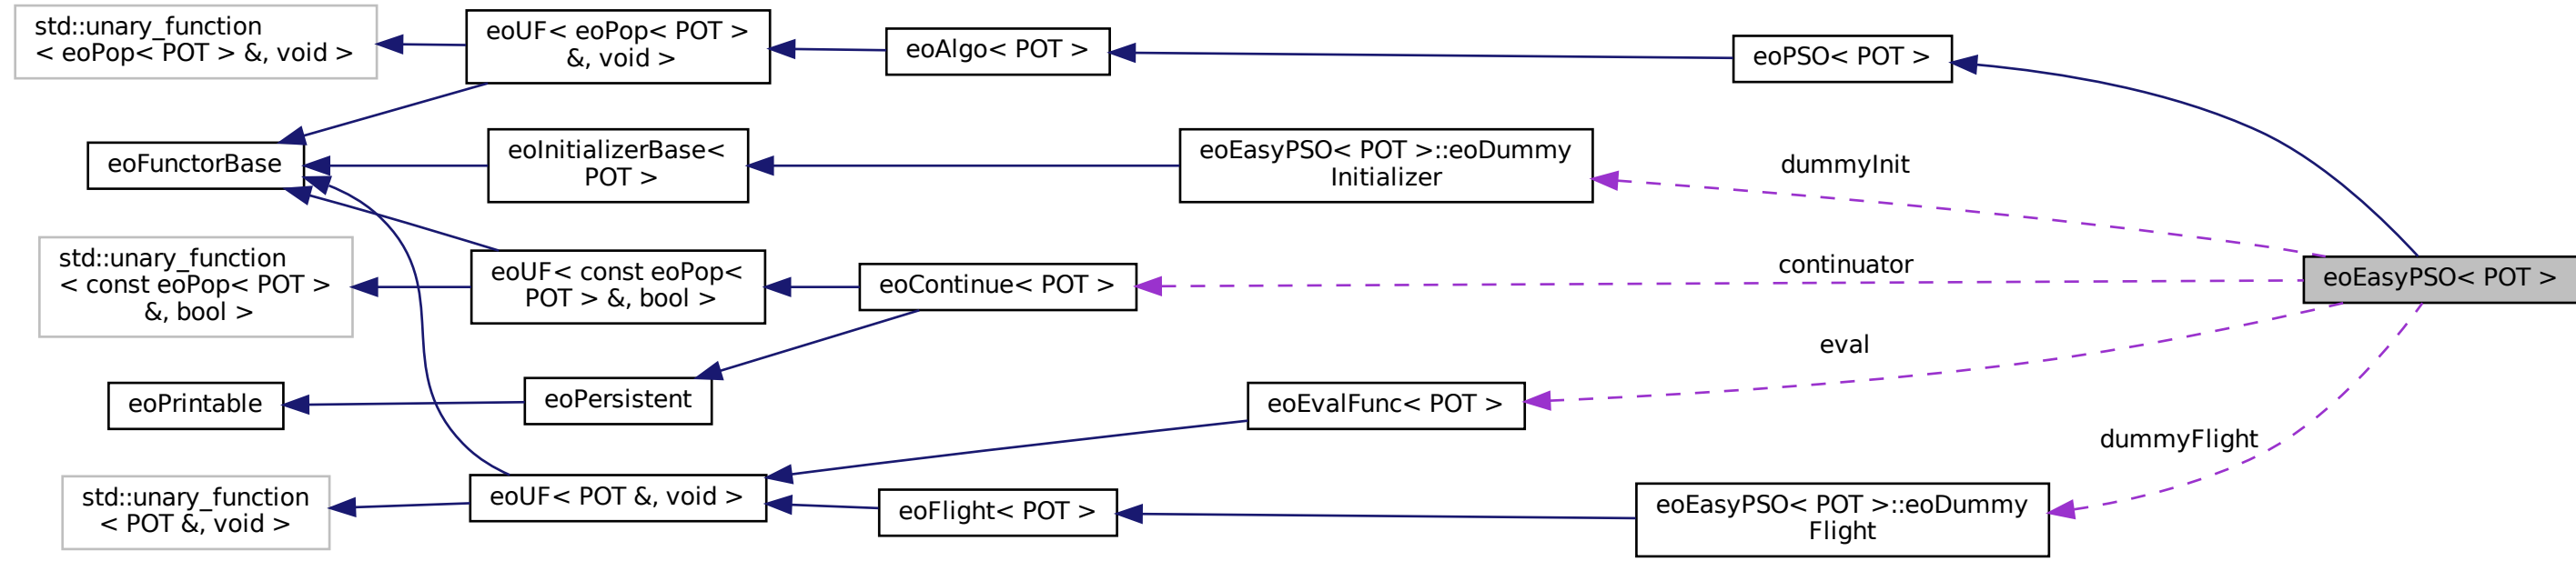 std::unary_function
< eoPop< POT > &, void >
eoUF< eoPop< POT >
&, void >
eoAlgo< POT >
eoPSO< POT >
eoFunctorBase
eoInitializerBase<
POT >
eoEasyPSO< POT >::eoDummy
Initializer
dummyInit
std::unary_function
< const eoPop< POT >
&, bool >
eoUF< const eoPop<
POT > &, bool >
eoContinue< POT >
continuator
eoEasyPSO< POT >
eval
eoPrintable
eoPersistent
eoEvalFunc< POT >
dummyFlight
std::unary_function
< POT &, void >
eoUF< POT &, void >
eoFlight< POT >
eoEasyPSO< POT >::eoDummy
Flight